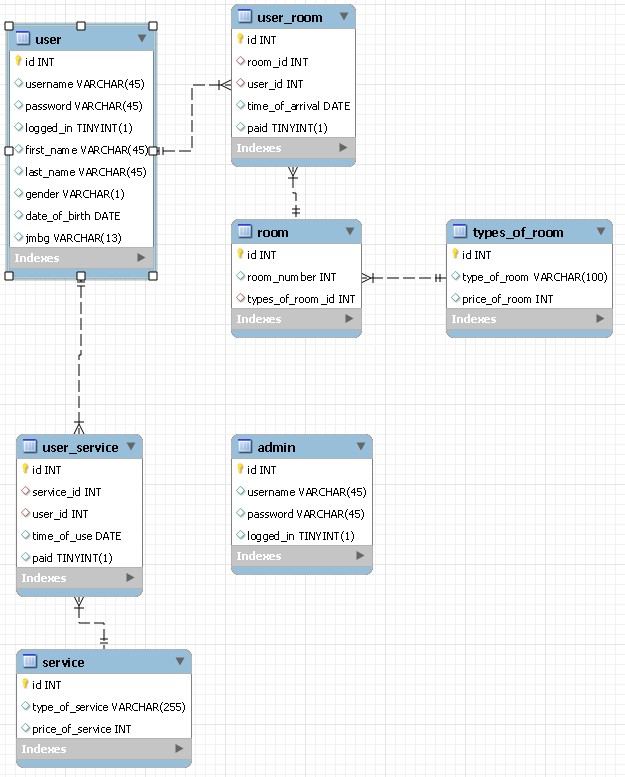 user
id INT
username VARCHAR(45)
password VARCHAR(45)
logged_in TINYINT(1)
first_name VARCHAR(45)
last_name VARCHAR(45)
gender VARCHAR(1)
date_of_birth DATE
jmbg VARCHAR(13)
Indexes
user_room
id INT
room_id INT
user_id INT
time_of_arrival DATE
paid TINYINT(1)
Indexes
room
id INT
room_number INT
types_of_room_id INT
Indexes
types_of_room
id INT
type_of_room VARCHAR(100)
price_of_room INT
Indexes
user_service
id INT
service_id INT
user_id INT
time_of_use DATE
paid TINYINT(1)
Indexes
admin
id INT
username VARCHAR(45)
password VARCHAR(45)
logged_in TINYINT(1)
Indexes
service
id INT
type_of_service VARCHAR(255)
price_of_service INT
Indexes